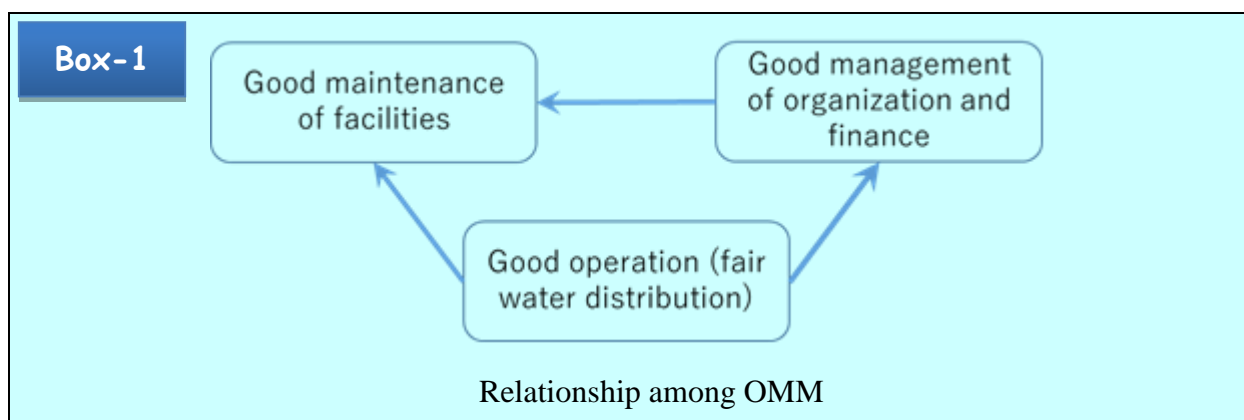 Box-1
Good maintenance
of facilities
Good management
of organization and
finance
Good operation (fair
water distribution)
Relationship among OMM